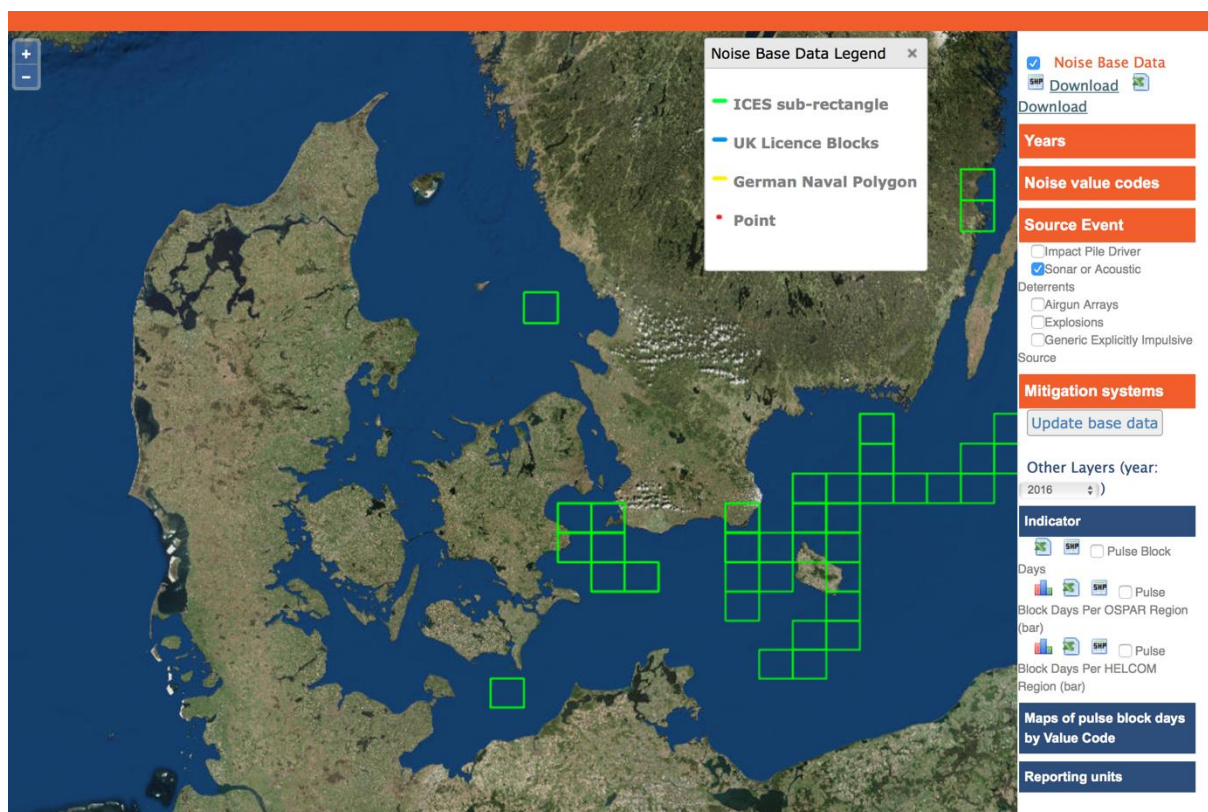 +
−
Noise Base Data Legend ×
ICES sub-rectangle
UK Licence Blocks
German Naval Polygon
Point
Noise Base Data
SHP Download
Download
Years
Noise value codes
Source Event
Impact Pile Driver
Sonar or Acoustic
Deterrents
Airgun Arrays
Explosions
Generic Explicitly Impulsive
Source
Mitigation systems
Update base data
Other Layers (year:
2016 )
Indicator
SHP Pulse Block
Days
SHP Pulse
Block Days Per OSPAR Region
(bar)
SHP Pulse
Block Days Per HELCOM
Region (bar)
Maps of pulse block days
by Value Code
Reporting units